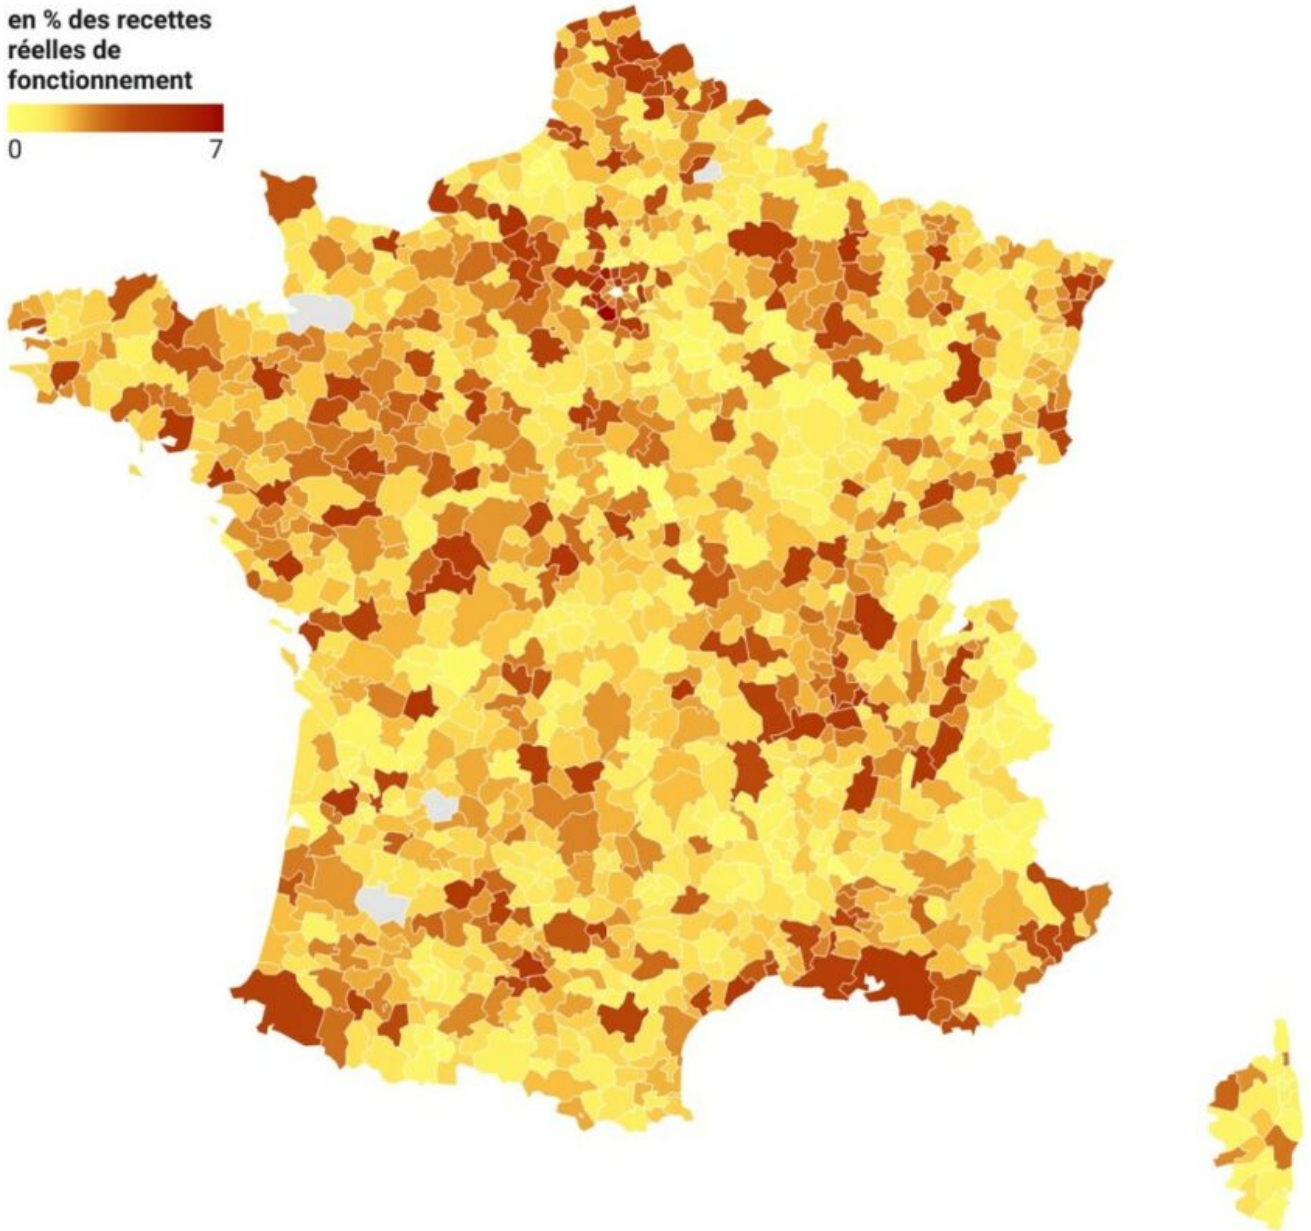 en % des recettes
réelles de
fonctionnement
0 7